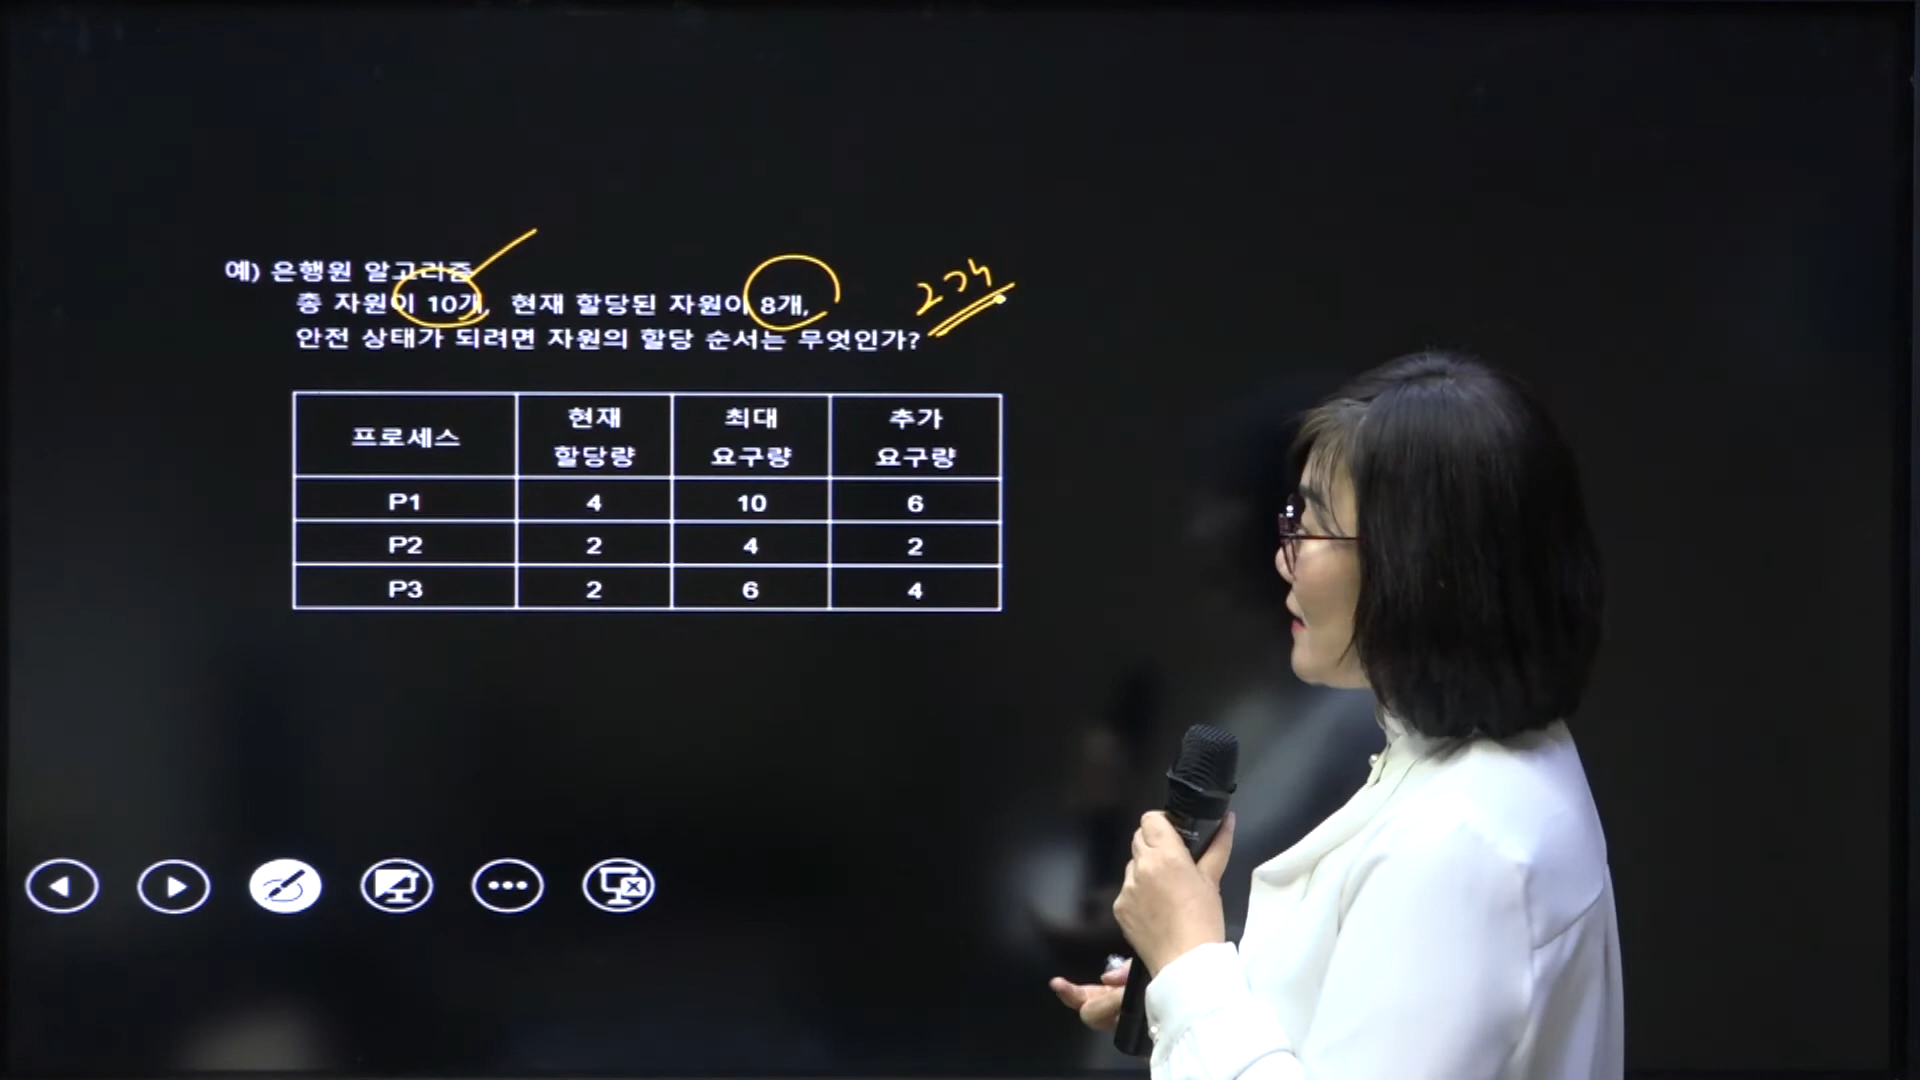 예) 은행원 알고리즘
총 자원이 10개, 현재 할당된 자원이 8개,
2개
안전 상태가 되려면 자원의 할당 순서는 무엇인가?
프로세스 현재 할당량 최대 요구량 추가 요구량
P1 4 10 6
P2 2 4 2
P3 2 6 4